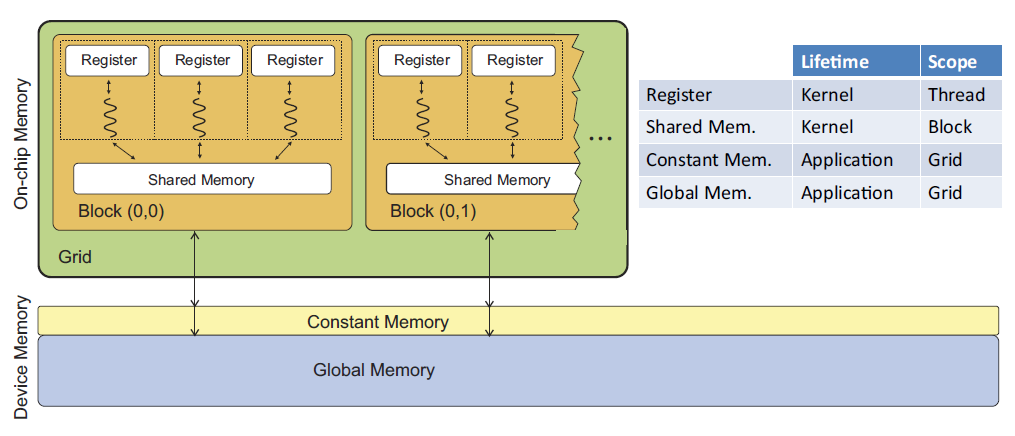 On-chip Memory
Register Register Register
Register Register
Shared Memory
Shared Memory
Block (0,0)
Block (0,1)
...
Grid
Lifetime Scope
Register Kernel Thread
Shared Mem. Kernel Block
Constant Mem. Application Grid
Global Mem. Application Grid
Device Memory
Constant Memory
Global Memory